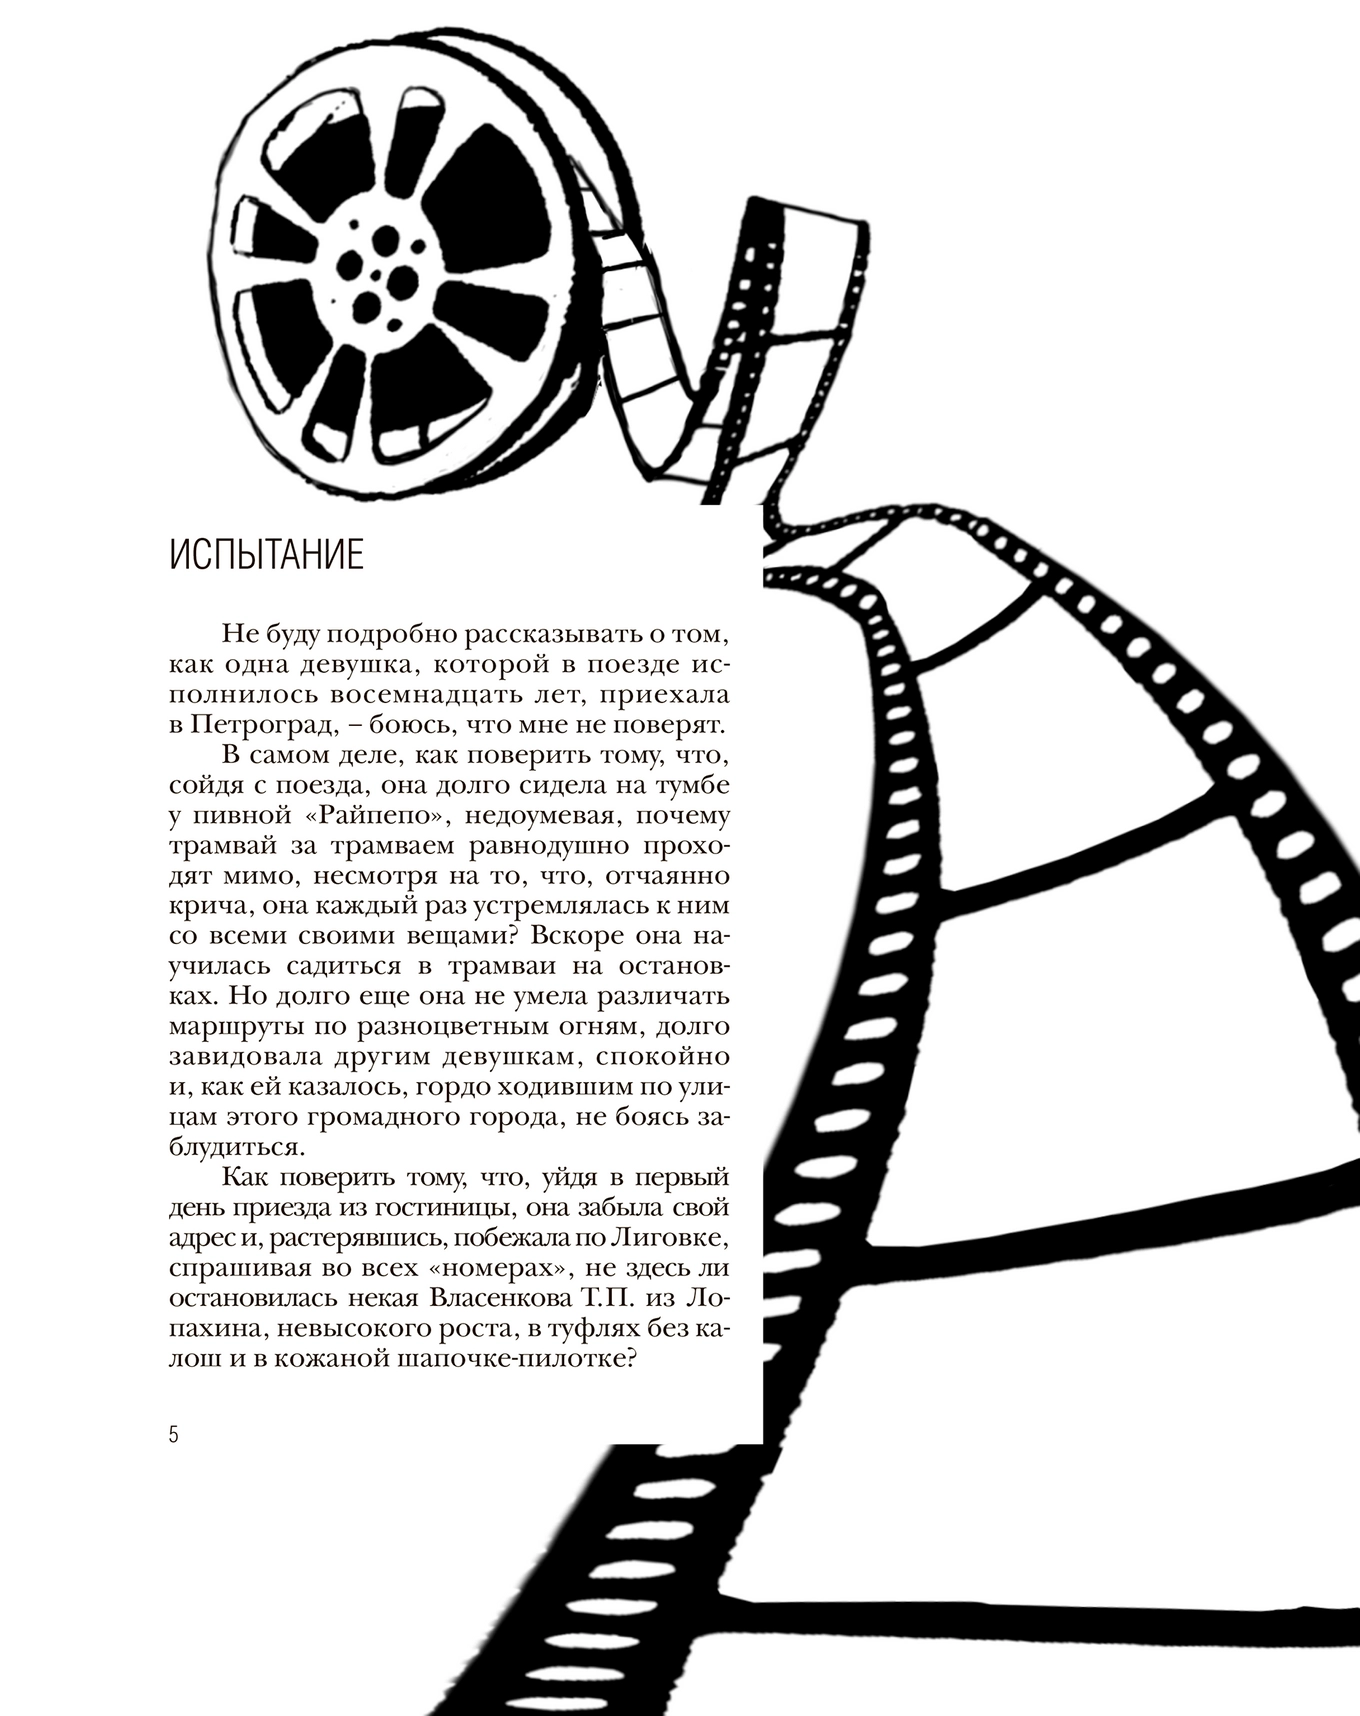 ИСПЫТАНИЕ
Не буду подробно рассказывать о том,
как одна девушка, которой в поезде ис-
полнилось восемнадцать лет, приехала
в Петроград, – боюсь, что мне не поверят.
В самом деле, как поверить тому, что,
сойдя с поезда, она долго сидела на тумбе
у пивной «Райпепо», недоумевая, почему
трамвай за трамваем равнодушно прохо-
дят мимо, несмотря на то, что, отчаянно
крича, она каждый раз устремлялась к ним
со всеми своими вещами? Вскоре она на-
училась садиться в трамваи на останов-
ках. Но долго еще она не умела различать
маршруты по разноцветным огням, долго
завидовала другим девушкам, спокойно
и, как ей казалось, гордо ходившим по ули-
цам этого громадного города, не боясь за-
блудиться.
Как поверить тому, что, уйдя в первый
день приезда из гостиницы, она забыла свой
адрес и, растерявшись, побежала по Лиговке,
спрашивая во всех «номерах», не здесь ли
остановилась некая Власенкова Т.П. из Ло-
пахина, невысокого роста, в туфлях без ка-
лош и в кожаной шапочке-пилотке?
5